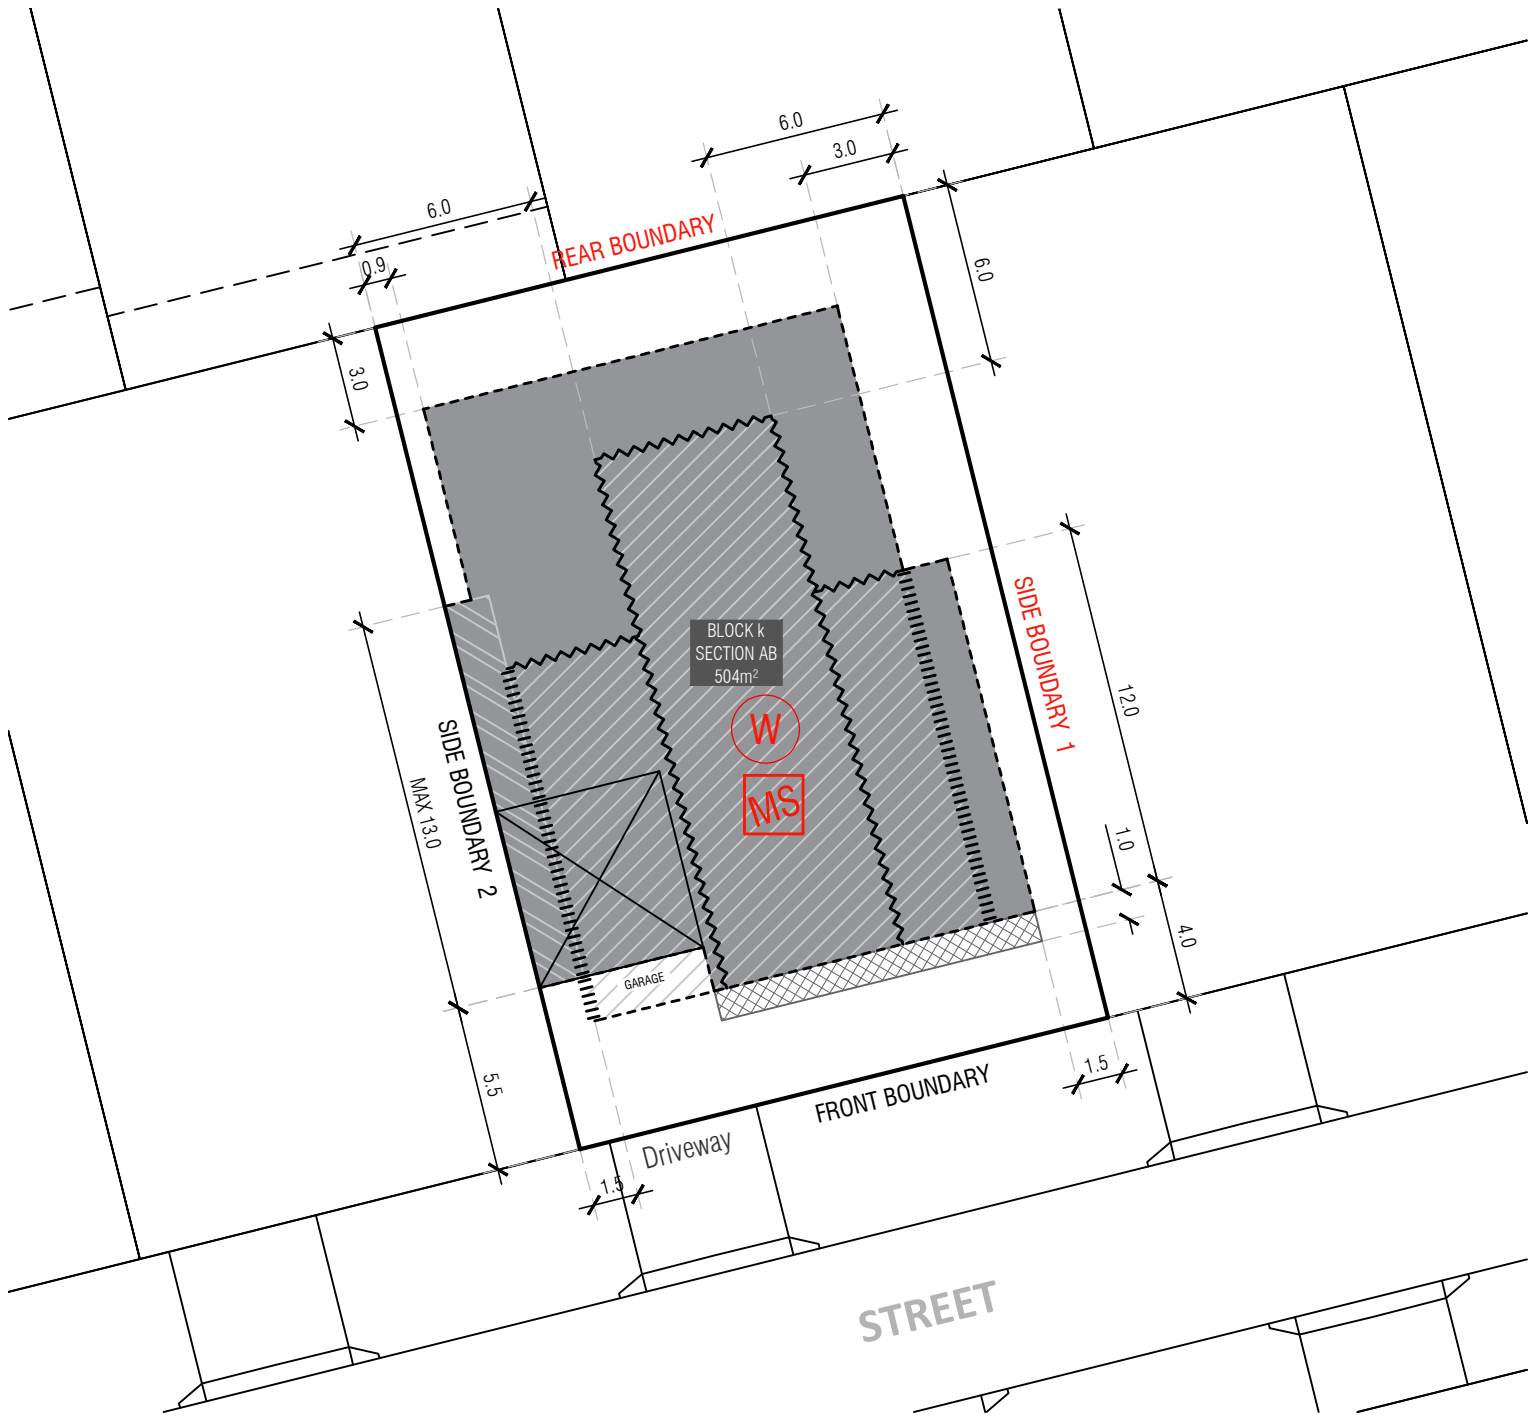 6.0
3.0
6.0
REAR BOUNDARY
0.9
6.0
3.0
SIDE BOUNDARY 1
BLOCK k
SECTION AB
504m²
12.0
W
SIDE BOUNDARY 2
MAX 13.0
MS
1.0
4.0
GARAGE
5.5
1.5
FRONT BOUNDARY
Driveway
1.5
STREET